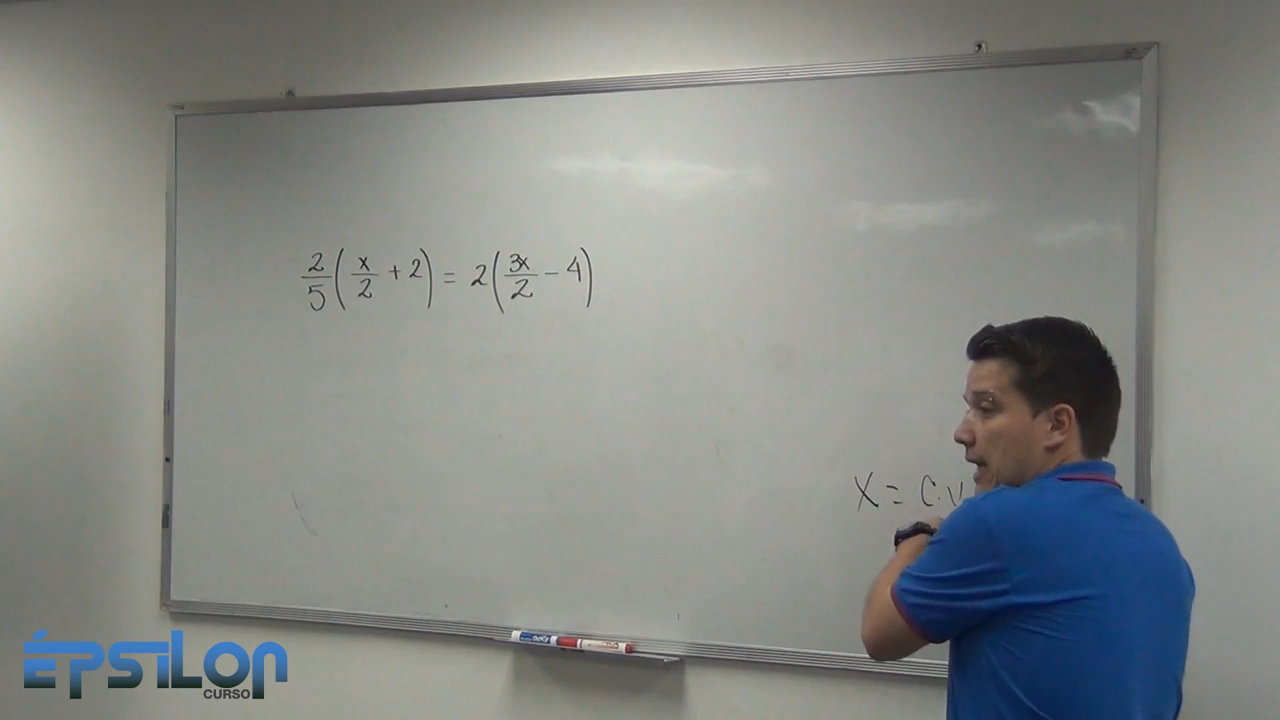 2/5(x/2 + 2) = 2(3x/2 - 4)
X = C.V
ÉPSILON
CURSO